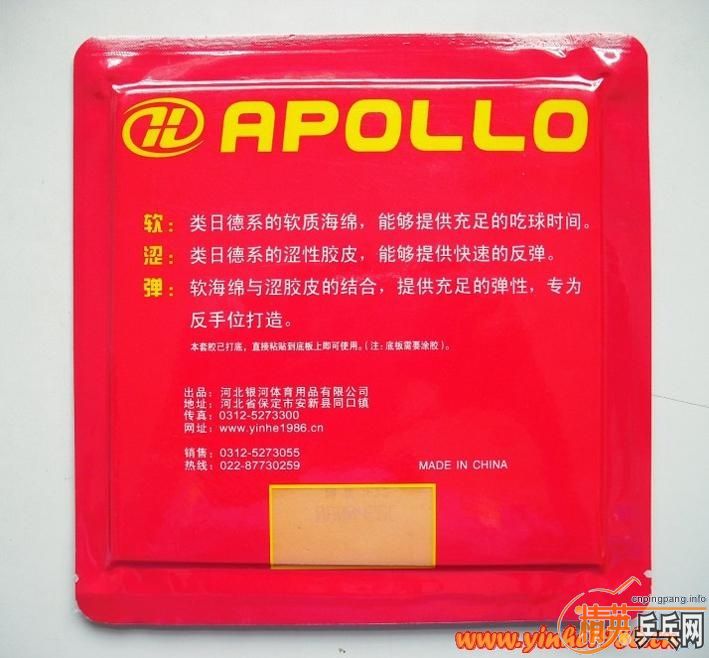 APOLLO
软：类日德系的软质海绵，能够提供充足的吃球时间。
涩：类日德系的涩性胶皮，能够提供快速的反弹。
弹：软海绵与涩胶皮的结合，提供充足的弹性，专为
反手位打造。
本套胶已打底，直接粘贴到底板上即可使用。（注：底板需要涂胶）。
出品：河北银河体育用品有限公司
地址：河北省保定市安新县同口镇
传真：0312-5273300
网址：www.yinhe1986.cn
销售：0312-5273055
热线：022-87730259
MADE IN CHINA
cnpingpang.info
精英乒乓网